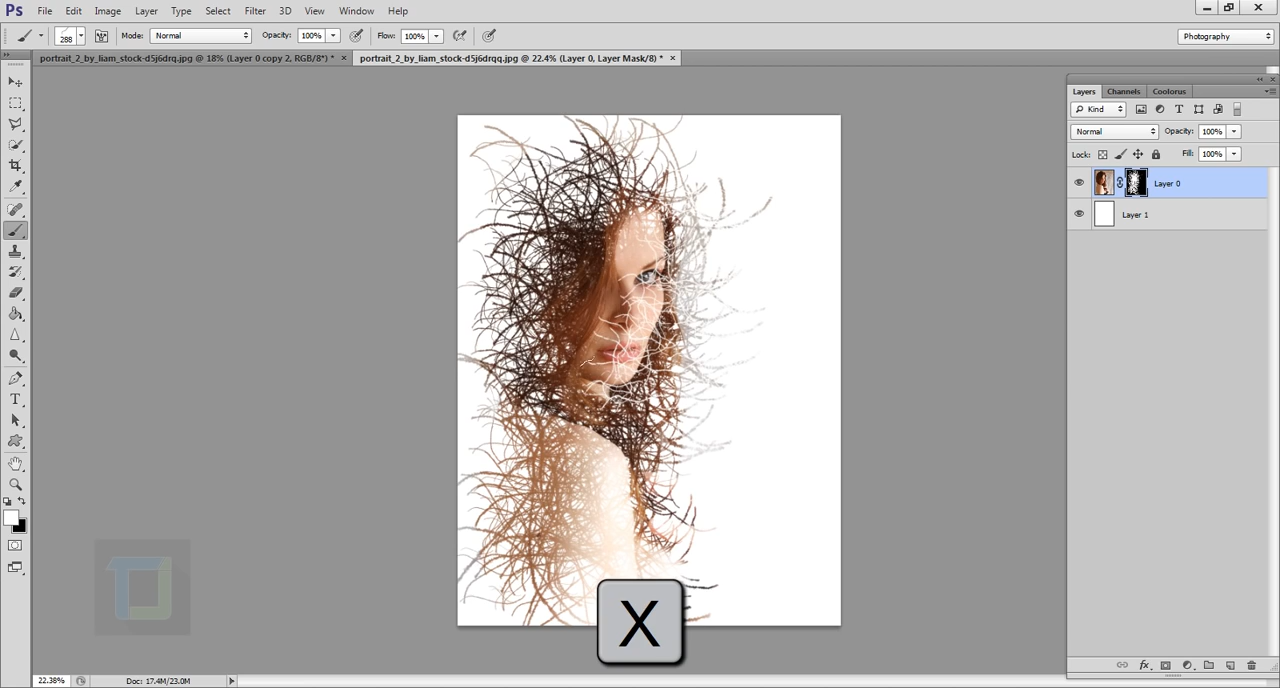 Ps File Edit Image Layer Type Select Filter 3D View Window Help
288 Mode: Normal Opacity: 100% Flow: 100% Photography
portrait_2_by_liam_stock-d5j6drq.jpg @ 18% (Layer 0 copy 2, RGB/8*) * × portrait_2_by_liam_stock-d5j6drqq.jpg @ 22.4% (Layer 0, Layer Mask/8) * ×
Layers Channels Coolorus
Kind
Normal Opacity: 100%
Lock: Fill: 100%
Layer 0
Layer 1
X
22.38% Doc: 17.4M/23.0M